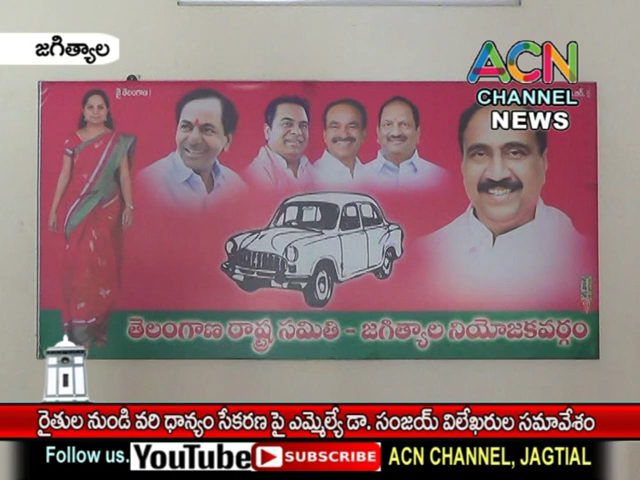 జగిత్యాల
ACN
CHANNEL
NEWS
జై తెలంగాణ!
తెలంగాణ రాష్ట్ర సమితి - జగిత్యాల నియోజకవర్గం
రైతుల నుండి వరి ధాన్యం సేకరణ పై ఎమ్మెల్యే డా. సంజయ్ విలేఖరుల సమావేశం
Follow us. YouTube SUBSCRIBE ACN CHANNEL, JAGTIAL